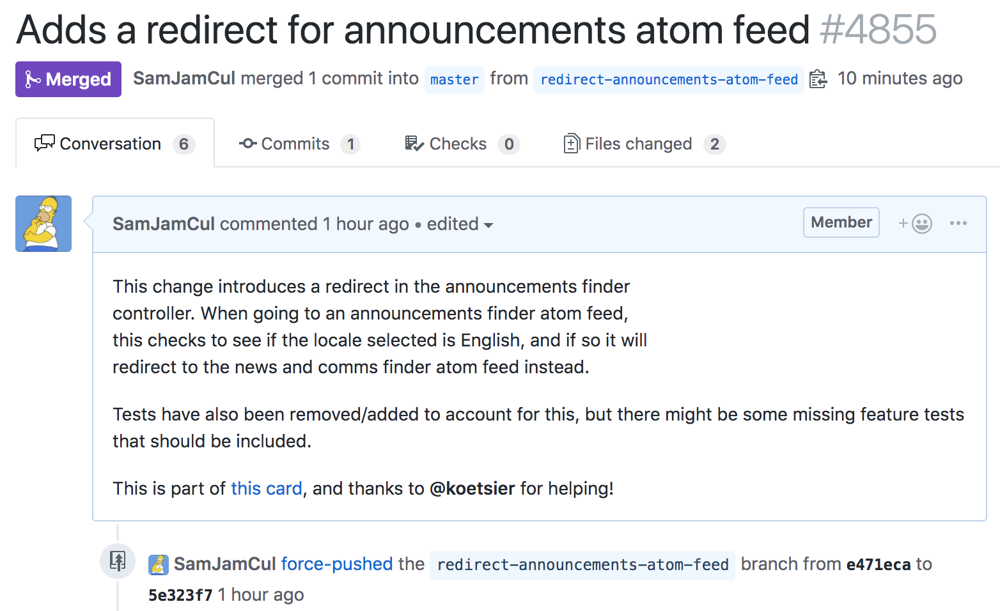 Adds a redirect for announcements atom feed #4855
Merged SamJamCul merged 1 commit into master from redirect-announcements-atom-feed 10 minutes ago
Conversation 6 Commits 1 Checks 0 Files changed 2
SamJamCul commented 1 hour ago • edited Member + •••
This change introduces a redirect in the announcements finder
controller. When going to an announcements finder atom feed,
this checks to see if the locale selected is English, and if so it will
redirect to the news and comms finder atom feed instead.
Tests have also been removed/added to account for this, but there might be some missing feature tests
that should be included.
This is part of this card, and thanks to @koetsier for helping!
SamJamCul force-pushed the redirect-announcements-atom-feed branch from e471eca to
5e323f7 1 hour ago